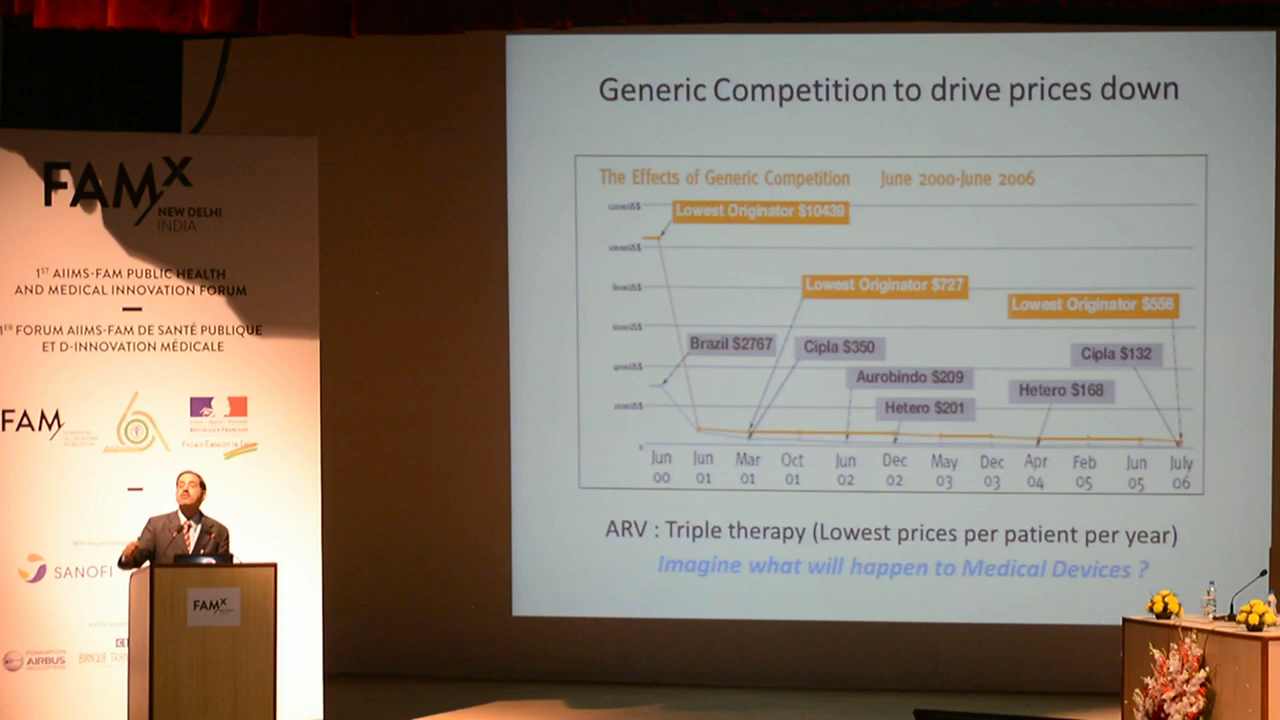 FAMx
NEW DELHI
INDIA
1ST AIIMS-FAM PUBLIC HEALTH
AND MEDICAL INNOVATION FORUM
1ER FORUM AIIMS-FAM DE SANTÉ PUBLIQUE
ET D-INNOVATION MÉDICALE
FAM
SANOFI
FONDATION
AIRBUS
FAMx
Generic Competition to drive prices down
The Effects of Generic Competition June 2000-June 2006
Lowest Originator $10439
Lowest Originator $727
Lowest Originator $556
Brazil $2767
Cipla $350
Cipla $132
Aurobindo $209
Hetero $168
Hetero $201
Jun Jun Mar Oct Jun Dec May Dec Apr Feb Jun July
00 01 01 01 02 02 03 03 04 05 05 06
ARV : Triple therapy (Lowest prices per patient per year)
Imagine what will happen to Medical Devices ?